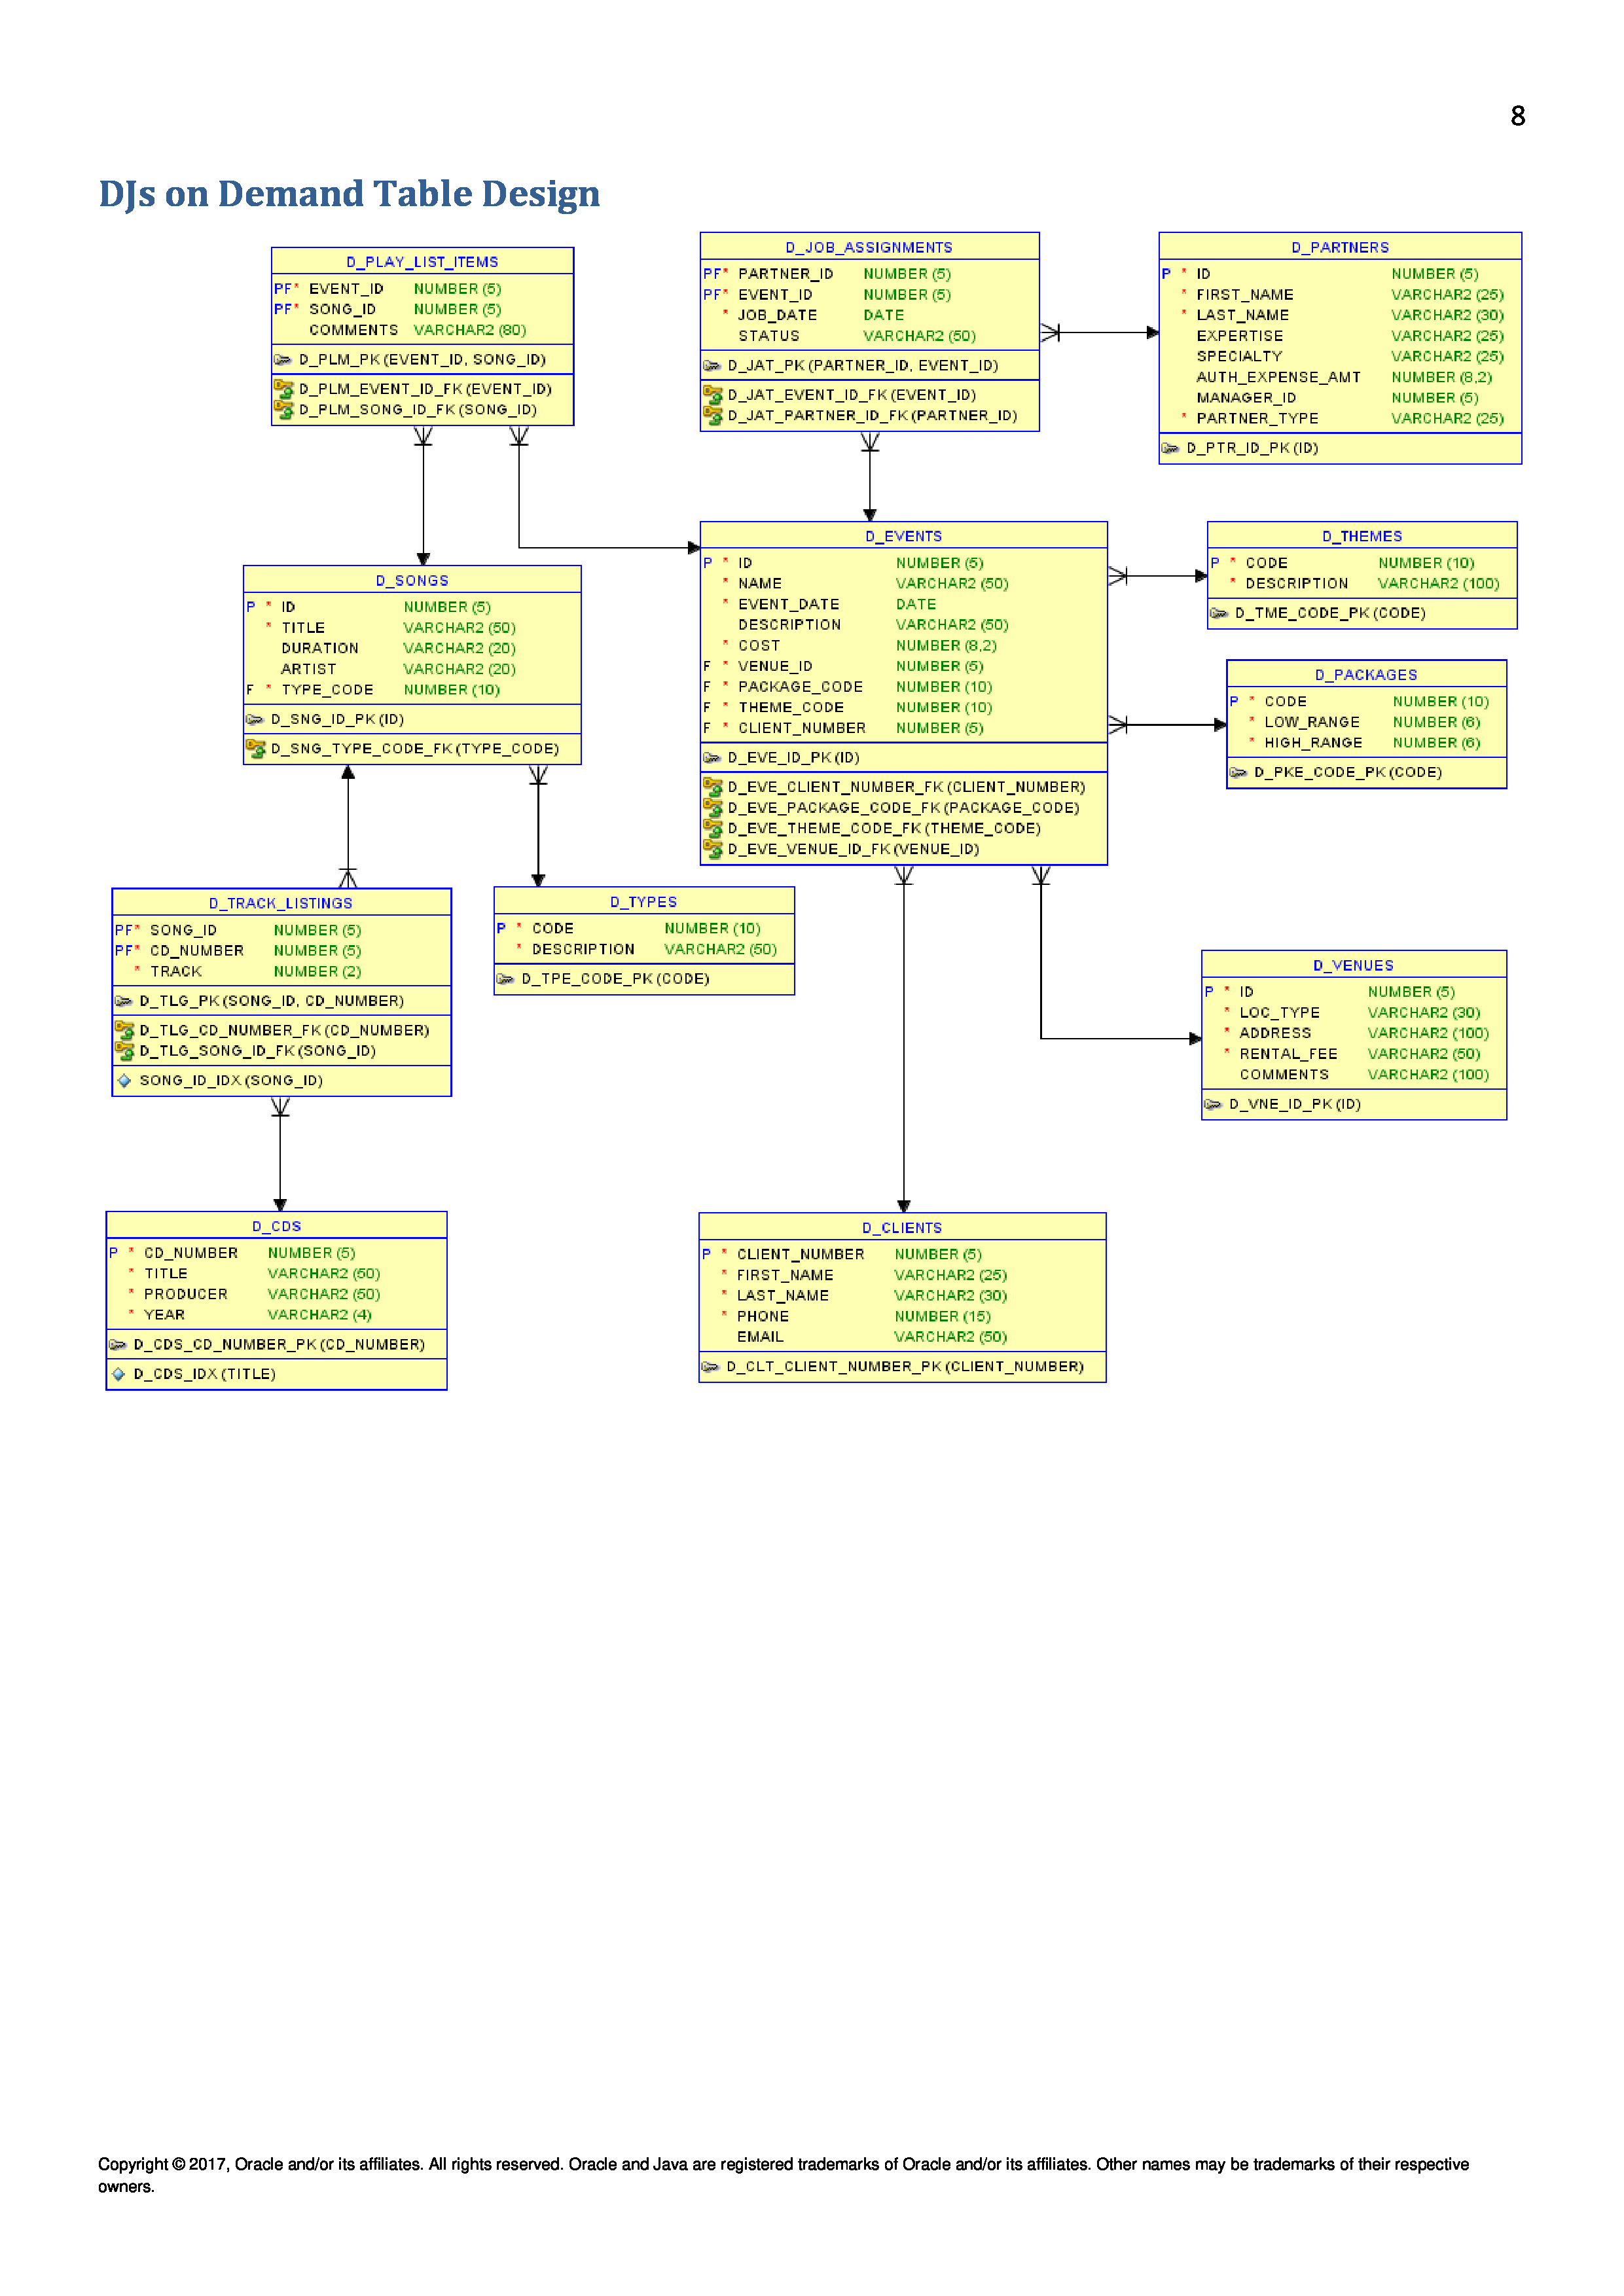 8
DJs on Demand Table Design
D_PLAY_LIST_ITEMS
PF* EVENT_ID NUMBER (5)
PF* SONG_ID NUMBER (5)
COMMENTS VARCHAR2 (80)
D_PLM_PK (EVENT_ID, SONG_ID)
D_PLM_EVENT_ID_FK (EVENT_ID)
D_PLM_SONG_ID_FK (SONG_ID)
D_JOB_ASSIGNMENTS
PF* PARTNER_ID NUMBER (5)
PF* EVENT_ID NUMBER (5)
* JOB_DATE DATE
STATUS VARCHAR2 (50)
D_JAT_PK (PARTNER_ID, EVENT_ID)
D_JAT_EVENT_ID_FK (EVENT_ID)
D_JAT_PARTNER_ID_FK (PARTNER_ID)
D_PARTNERS
P * ID NUMBER (5)
* FIRST_NAME VARCHAR2 (25)
* LAST_NAME VARCHAR2 (30)
EXPERTISE VARCHAR2 (25)
SPECIALTY VARCHAR2 (25)
AUTH_EXPENSE_AMT NUMBER (8,2)
MANAGER_ID NUMBER (5)
* PARTNER_TYPE VARCHAR2 (25)
D_PTR_ID_PK (ID)
D_SONGS
P * ID NUMBER (5)
* TITLE VARCHAR2 (50)
DURATION VARCHAR2 (20)
ARTIST VARCHAR2 (20)
F * TYPE_CODE NUMBER (10)
D_SNG_ID_PK (ID)
D_SNG_TYPE_CODE_FK (TYPE_CODE)
D_EVENTS
P * ID NUMBER (5)
* NAME VARCHAR2 (50)
* EVENT_DATE DATE
DESCRIPTION VARCHAR2 (50)
* COST NUMBER (8,2)
F * VENUE_ID NUMBER (5)
F * PACKAGE_CODE NUMBER (10)
F * THEME_CODE NUMBER (10)
F * CLIENT_NUMBER NUMBER (5)
D_EVE_ID_PK (ID)
D_EVE_CLIENT_NUMBER_FK (CLIENT_NUMBER)
D_EVE_PACKAGE_CODE_FK (PACKAGE_CODE)
D_EVE_THEME_CODE_FK (THEME_CODE)
D_EVE_VENUE_ID_FK (VENUE_ID)
D_THEMES
P * CODE NUMBER (10)
* DESCRIPTION VARCHAR2 (100)
D_TME_CODE_PK (CODE)
D_PACKAGES
P * CODE NUMBER (10)
* LOW_RANGE NUMBER (6)
* HIGH_RANGE NUMBER (6)
D_PKE_CODE_PK (CODE)
D_TRACK_LISTINGS
PF* SONG_ID NUMBER (5)
PF* CD_NUMBER NUMBER (5)
* TRACK NUMBER (2)
D_TLG_PK (SONG_ID, CD_NUMBER)
D_TLG_CD_NUMBER_FK (CD_NUMBER)
D_TLG_SONG_ID_FK (SONG_ID)
SONG_ID_IDX (SONG_ID)
D_TYPES
P * CODE NUMBER (10)
* DESCRIPTION VARCHAR2 (50)
D_TPE_CODE_PK (CODE)
D_VENUES
P * ID NUMBER (5)
* LOC_TYPE VARCHAR2 (30)
* ADDRESS VARCHAR2 (100)
* RENTAL_FEE VARCHAR2 (50)
COMMENTS VARCHAR2 (100)
D_VNE_ID_PK (ID)
D_CDS
P * CD_NUMBER NUMBER (5)
* TITLE VARCHAR2 (50)
* PRODUCER VARCHAR2 (50)
* YEAR VARCHAR2 (4)
D_CDS_CD_NUMBER_PK (CD_NUMBER)
D_CDS_IDX (TITLE)
D_CLIENTS
P * CLIENT_NUMBER NUMBER (5)
* FIRST_NAME VARCHAR2 (25)
* LAST_NAME VARCHAR2 (30)
* PHONE NUMBER (15)
EMAIL VARCHAR2 (50)
D_CLT_CLIENT_NUMBER_PK (CLIENT_NUMBER)
Copyright © 2017, Oracle and/or its affiliates. All rights reserved. Oracle and Java are registered trademarks of Oracle and/or its affiliates. Other names may be trademarks of their respective
owners.